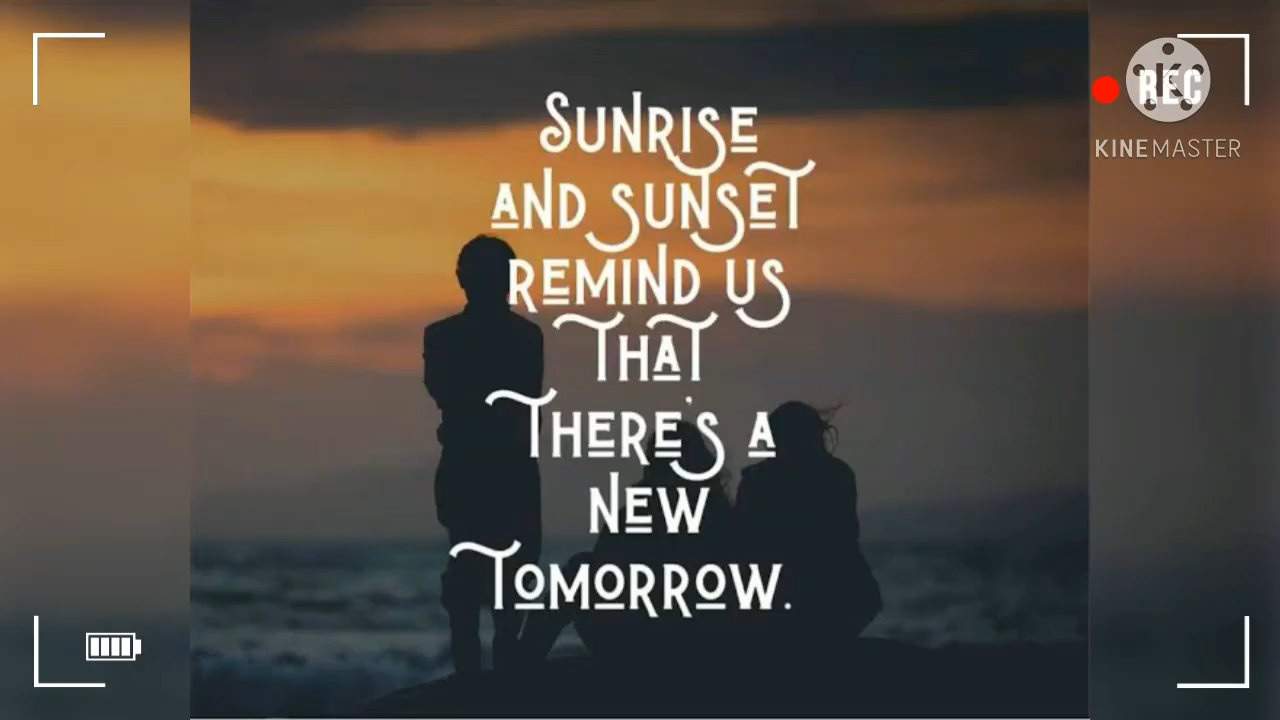 SUNRISE
AND SUNSET
REMIND US
THAT
THERE'S A
NEW
TOMORROW.
REC
KINEMASTER